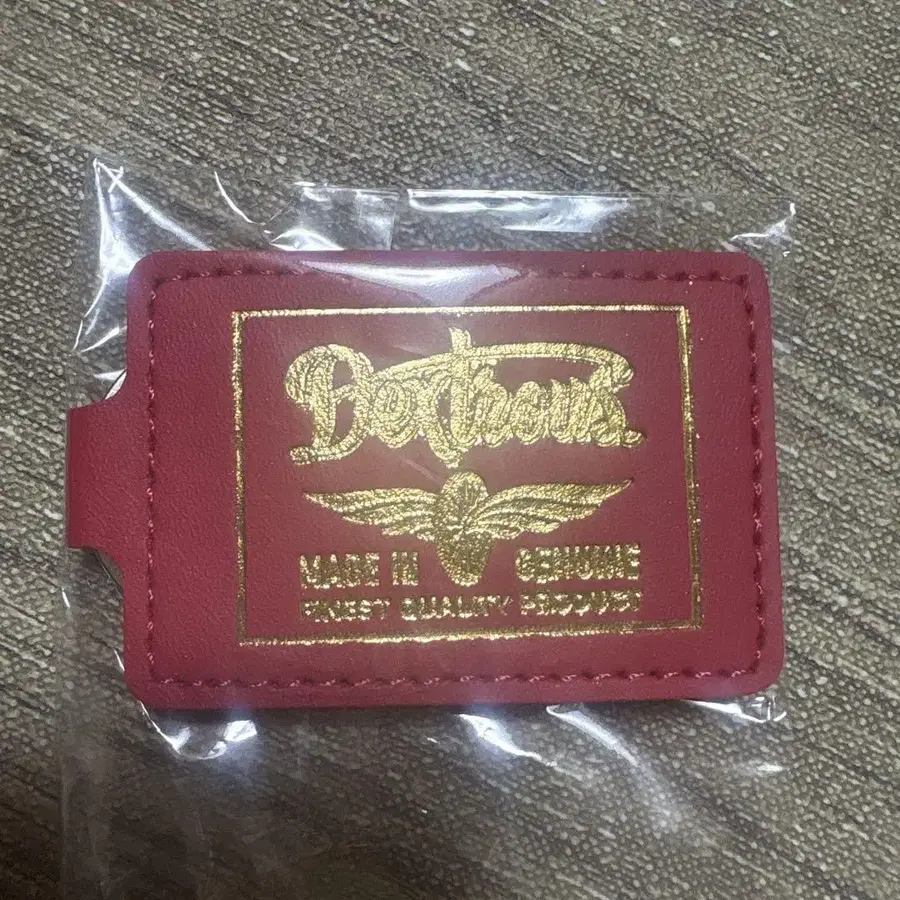 Dextrous
MADE IN GENUINE
FINEST QUALITY PRODUCT